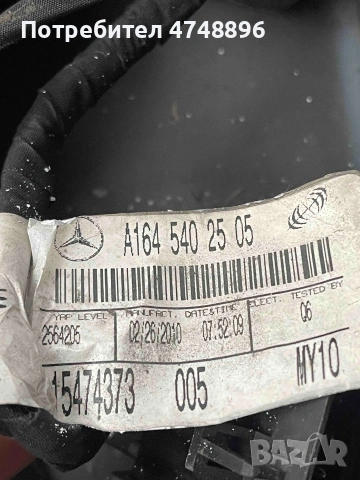 Потребител 4748896
A164 540 25 05
/YAP LEVEL
MANUFACT. DATE&TIME
ELECT. TESTED BY
2564205
02/26/2010
07:52:09
06
15474373
005
MY10
BAZAR